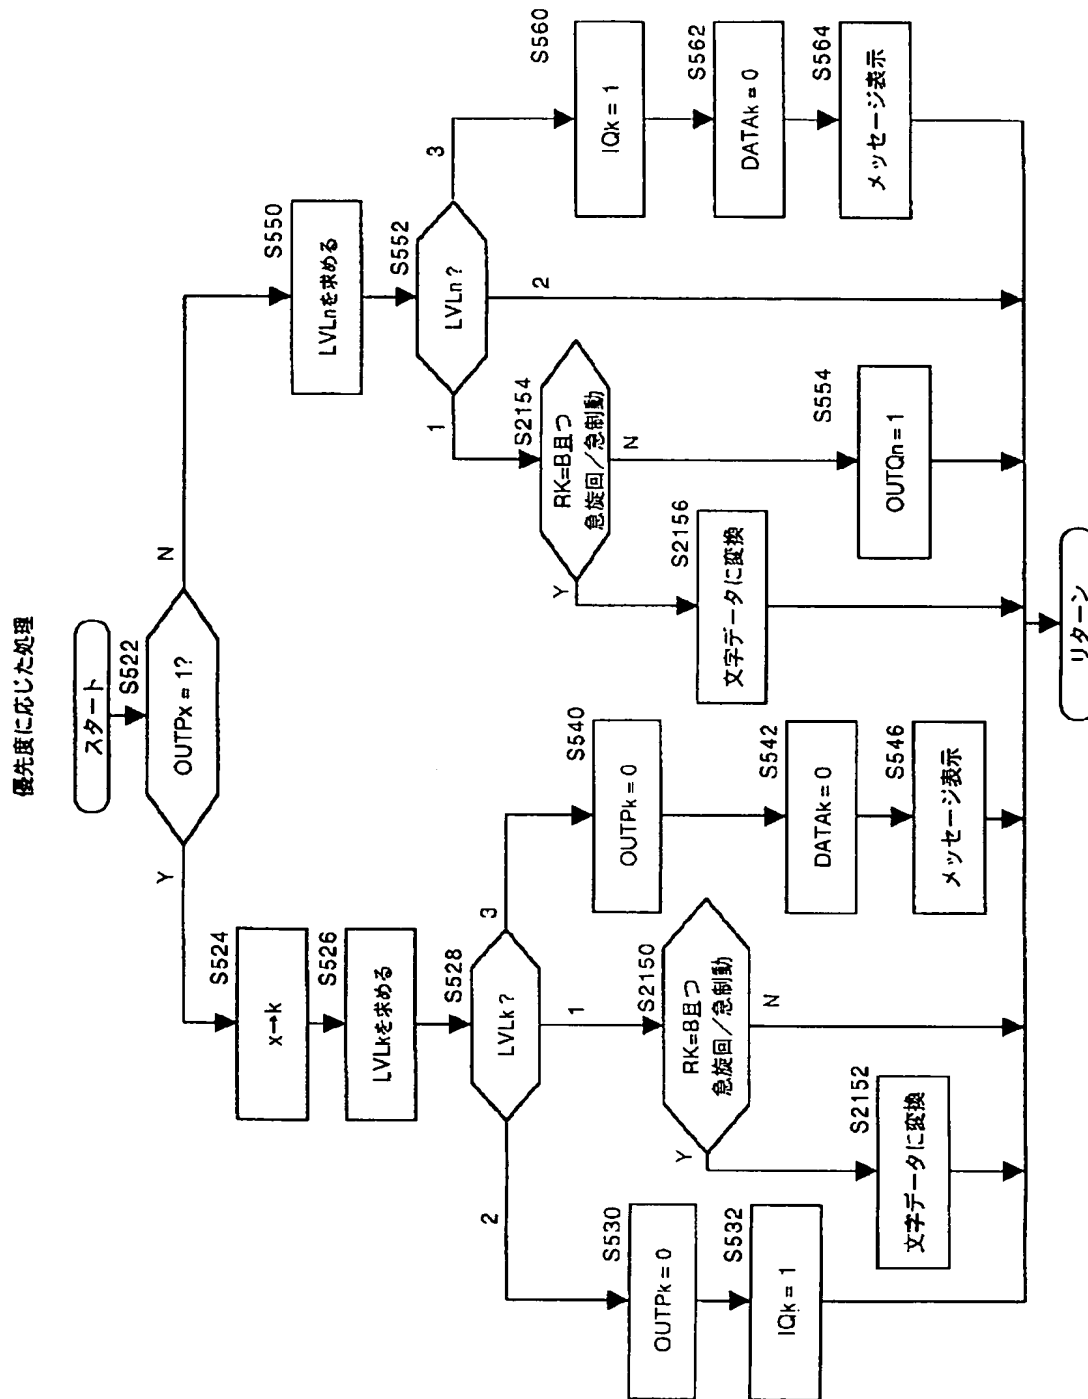 優先度に応じた処理
スタート
S522
OUTPx = 1?
Y
N
S524
x→k
S526
LVLkを求める
S528
LVLk ?
2
1
3
S530
OUTPk = 0
S532
IQk = 1
S2150
RK=B且つ
急旋回/急制動
Y
N
S2152
文字データに変換
S540
OUTPk = 0
S542
DATAk = 0
S546
メッセージ表示
S550
LVLnを求める
S552
LVLn ?
1
2
3
S2154
RK=B且つ
急旋回/急制動
Y
N
S2156
文字データに変換
S554
OUTQn = 1
S560
IQk = 1
S562
DATAk = 0
S564
メッセージ表示
リターン